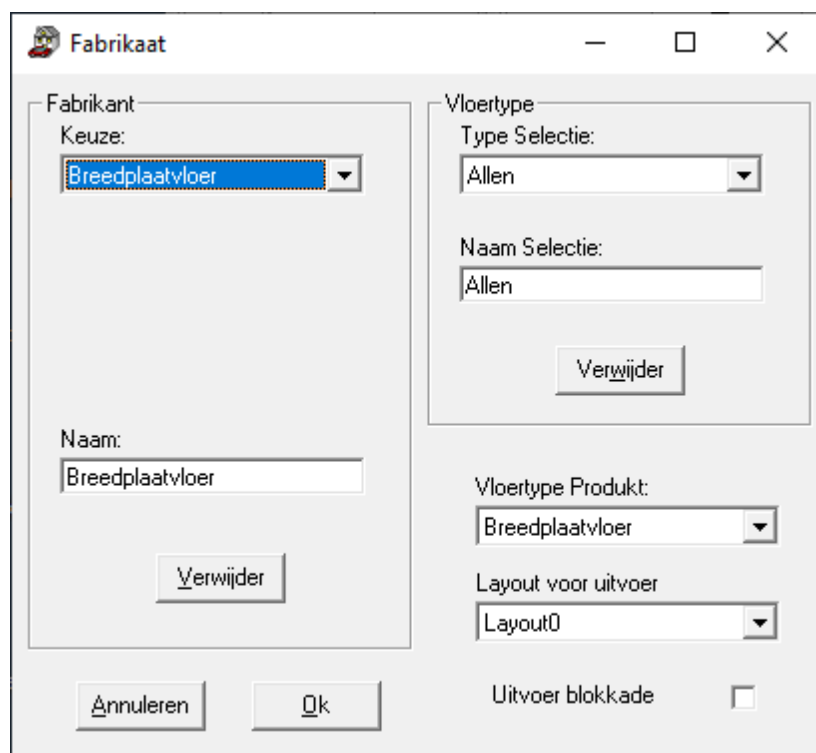 Fabrikaat
Fabrikant
Keuze:
Breedplaatvloer
Naam:
Breedplaatvloer
Verwijder
Vloertype
Type Selectie:
Allen
Naam Selectie:
Allen
Verwijder
Vloertype Produkt:
Breedplaatvloer
Layout voor uitvoer
Layout0
Uitvoer blokkade
Annuleren
Ok